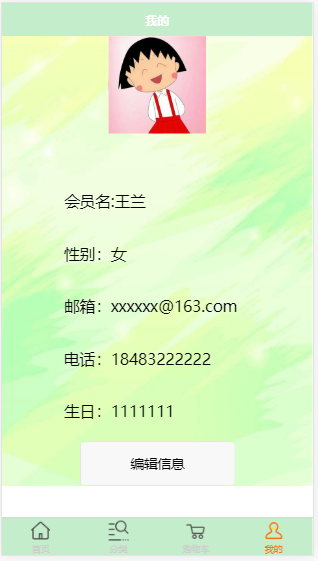 我的
会员名:王兰
性别：女
邮箱：xxxxxx@163.com
电话：18483222222
生日：1111111
编辑信息
首页 分类 购物车 我的